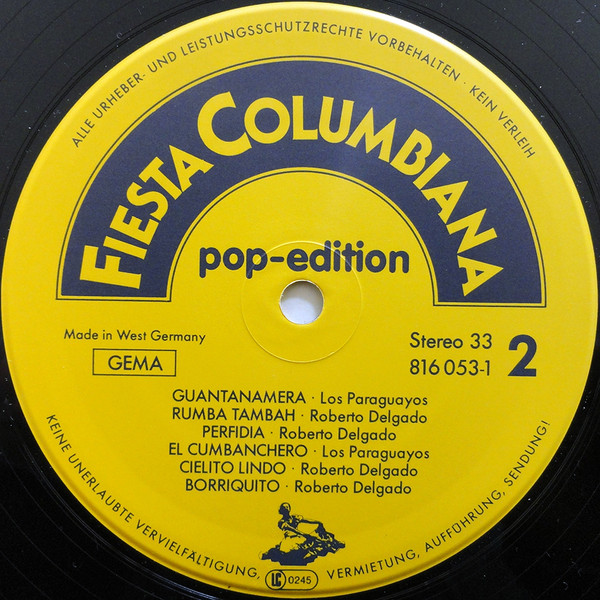 ALLE URHEBER- UND LEISTUNGSSCHUTZRECHTE VORBEHALTEN · KEIN VERLEIH
FIESTA COLUMBIANA
pop-edition
Made in West Germany
GEMA
Stereo 33
816 053-1
2
GUANTANAMERA · Los Paraguayos
RUMBA TAMBAH · Roberto Delgado
PERFIDIA · Roberto Delgado
EL CUMBANCHERO · Los Paraguayos
CIELITO LINDO · Roberto Delgado
BORRIQUITO · Roberto Delgado
KEINE UNERLAUBTE VERVIELFÄLTIGUNG, VERMIETUNG, AUFFÜHRUNG, SENDUNG!
LC 0245